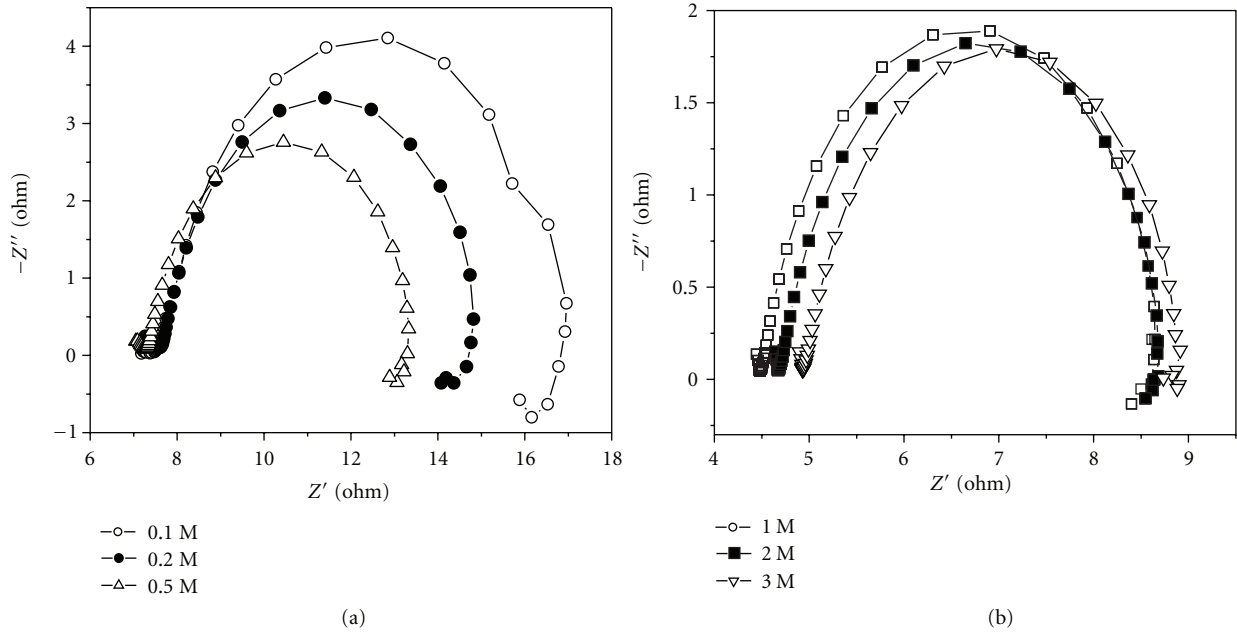 4
3
2
1
0
−1
−Z′′ (ohm)
6 8 10 12 14 16 18
Z′ (ohm)
0.1 M
0.2 M
0.5 M
(a)
2
1.5
1
0.5
0
−Z′′ (ohm)
4 5 6 7 8 9
Z′ (ohm)
1 M
2 M
3 M
(b)